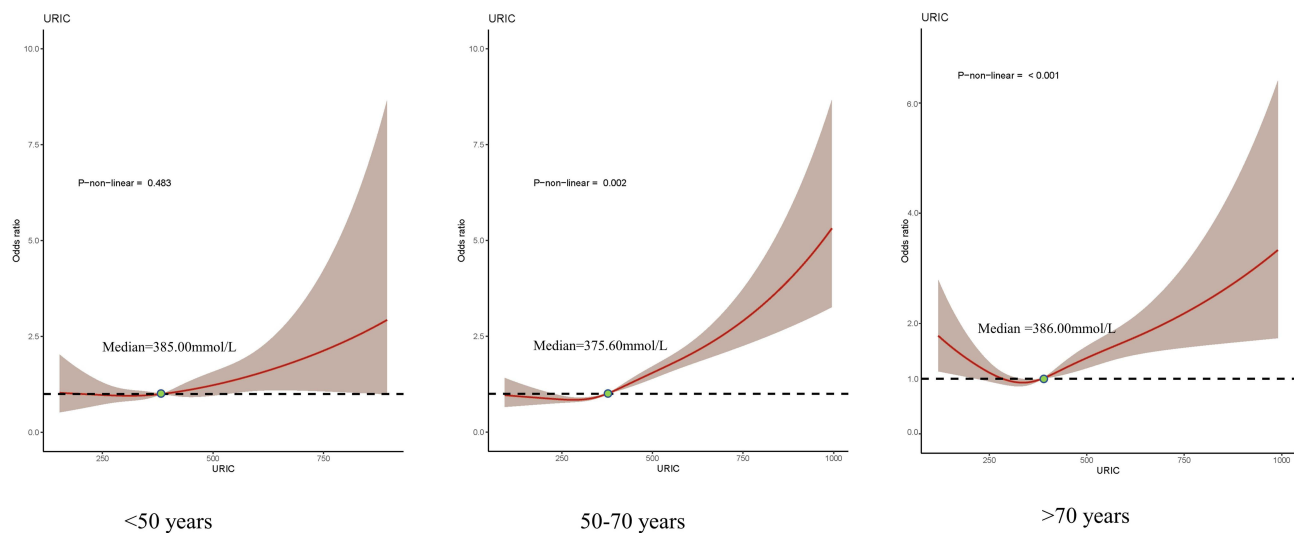 URIC
10.0
7.5
5.0
2.5
0.0
Odds ratio
P-non-linear = 0.483
Median=385.00mmol/L
250
500
750
URIC
<50 years
URIC
10.0
7.5
5.0
2.5
0.0
Odds ratio
P-non-linear = 0.002
Median=375.60mmol/L
250
500
750
1000
URIC
50-70 years
URIC
6.0
4.0
2.0
1.0
0.0
Odds ratio
P-non-linear = < 0.001
Median =386.00mmol/L
250
500
750
1000
URIC
>70 years